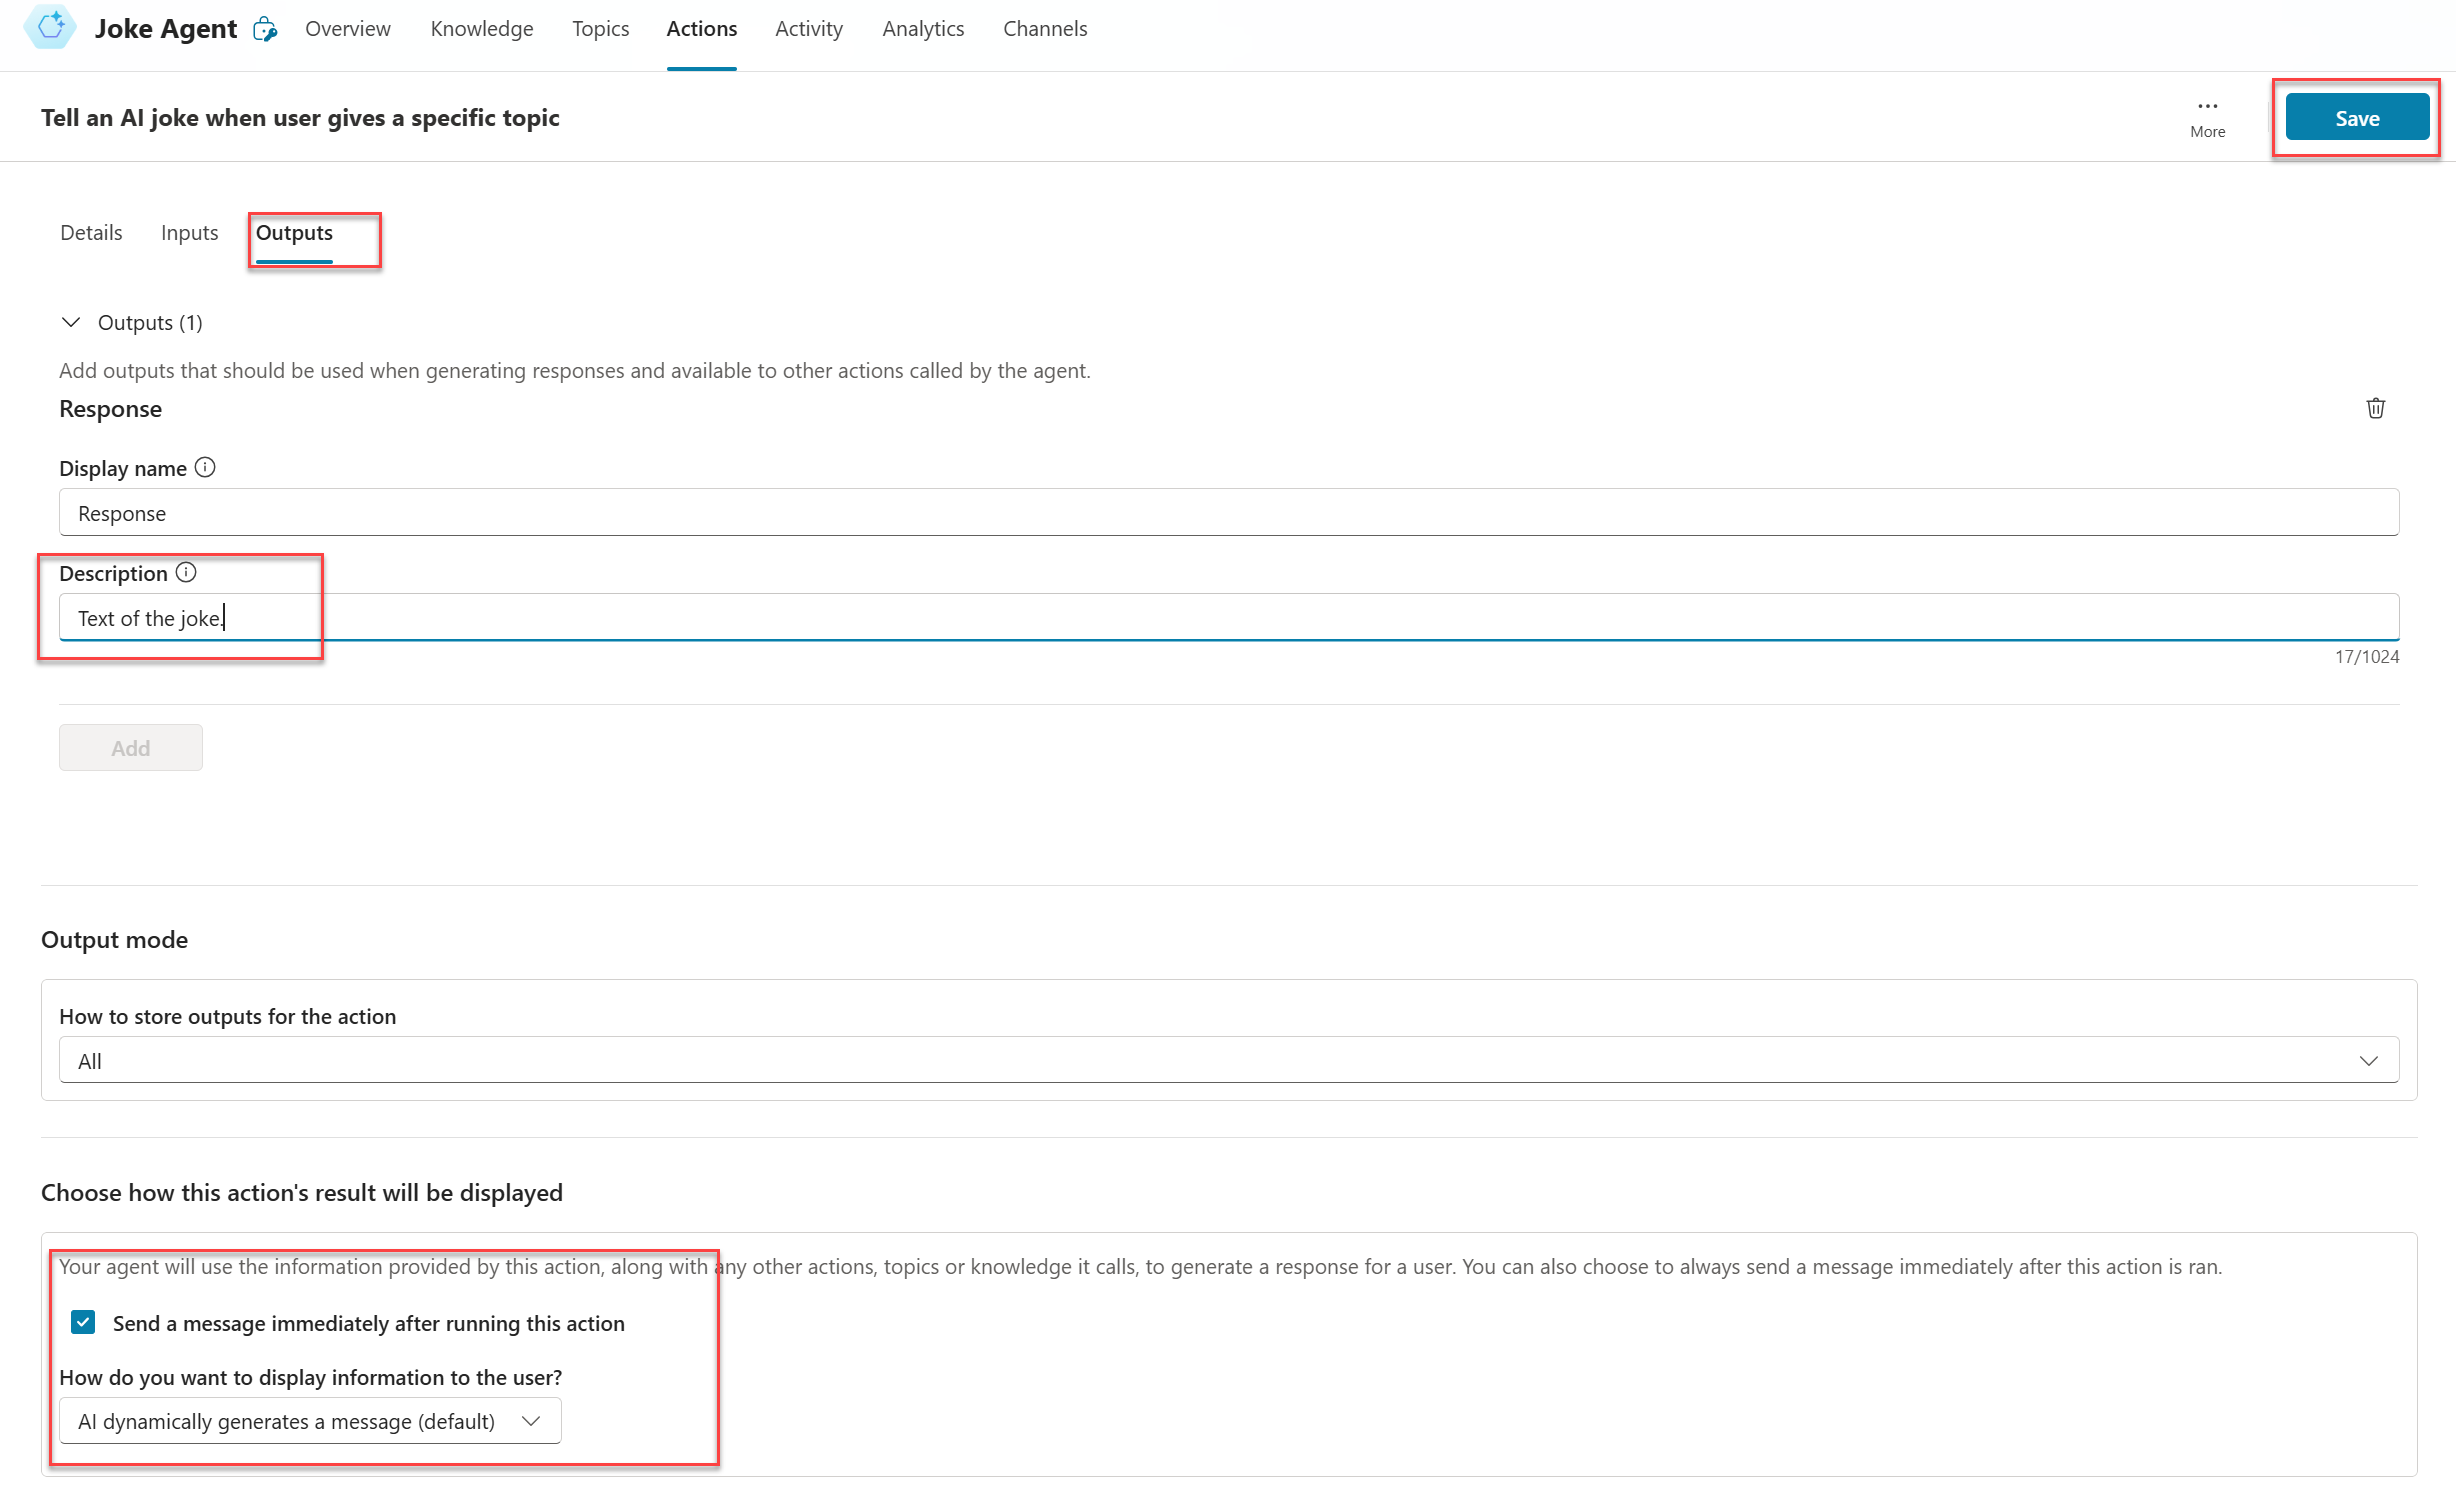 Joke Agent Overview Knowledge Topics Actions Activity Analytics Channels
Tell an AI joke when user gives a specific topic
... More
Save
Details Inputs Outputs
Outputs (1)
Add outputs that should be used when generating responses and available to other actions called by the agent.
Response
Display name
Response
Description
Text of the joke.
17/1024
Add
Output mode
How to store outputs for the action
All
Choose how this action's result will be displayed
Your agent will use the information provided by this action, along with any other actions, topics or knowledge it calls, to generate a response for a user. You can also choose to always send a message immediately after this action is ran.
Send a message immediately after running this action
How do you want to display information to the user?
AI dynamically generates a message (default)